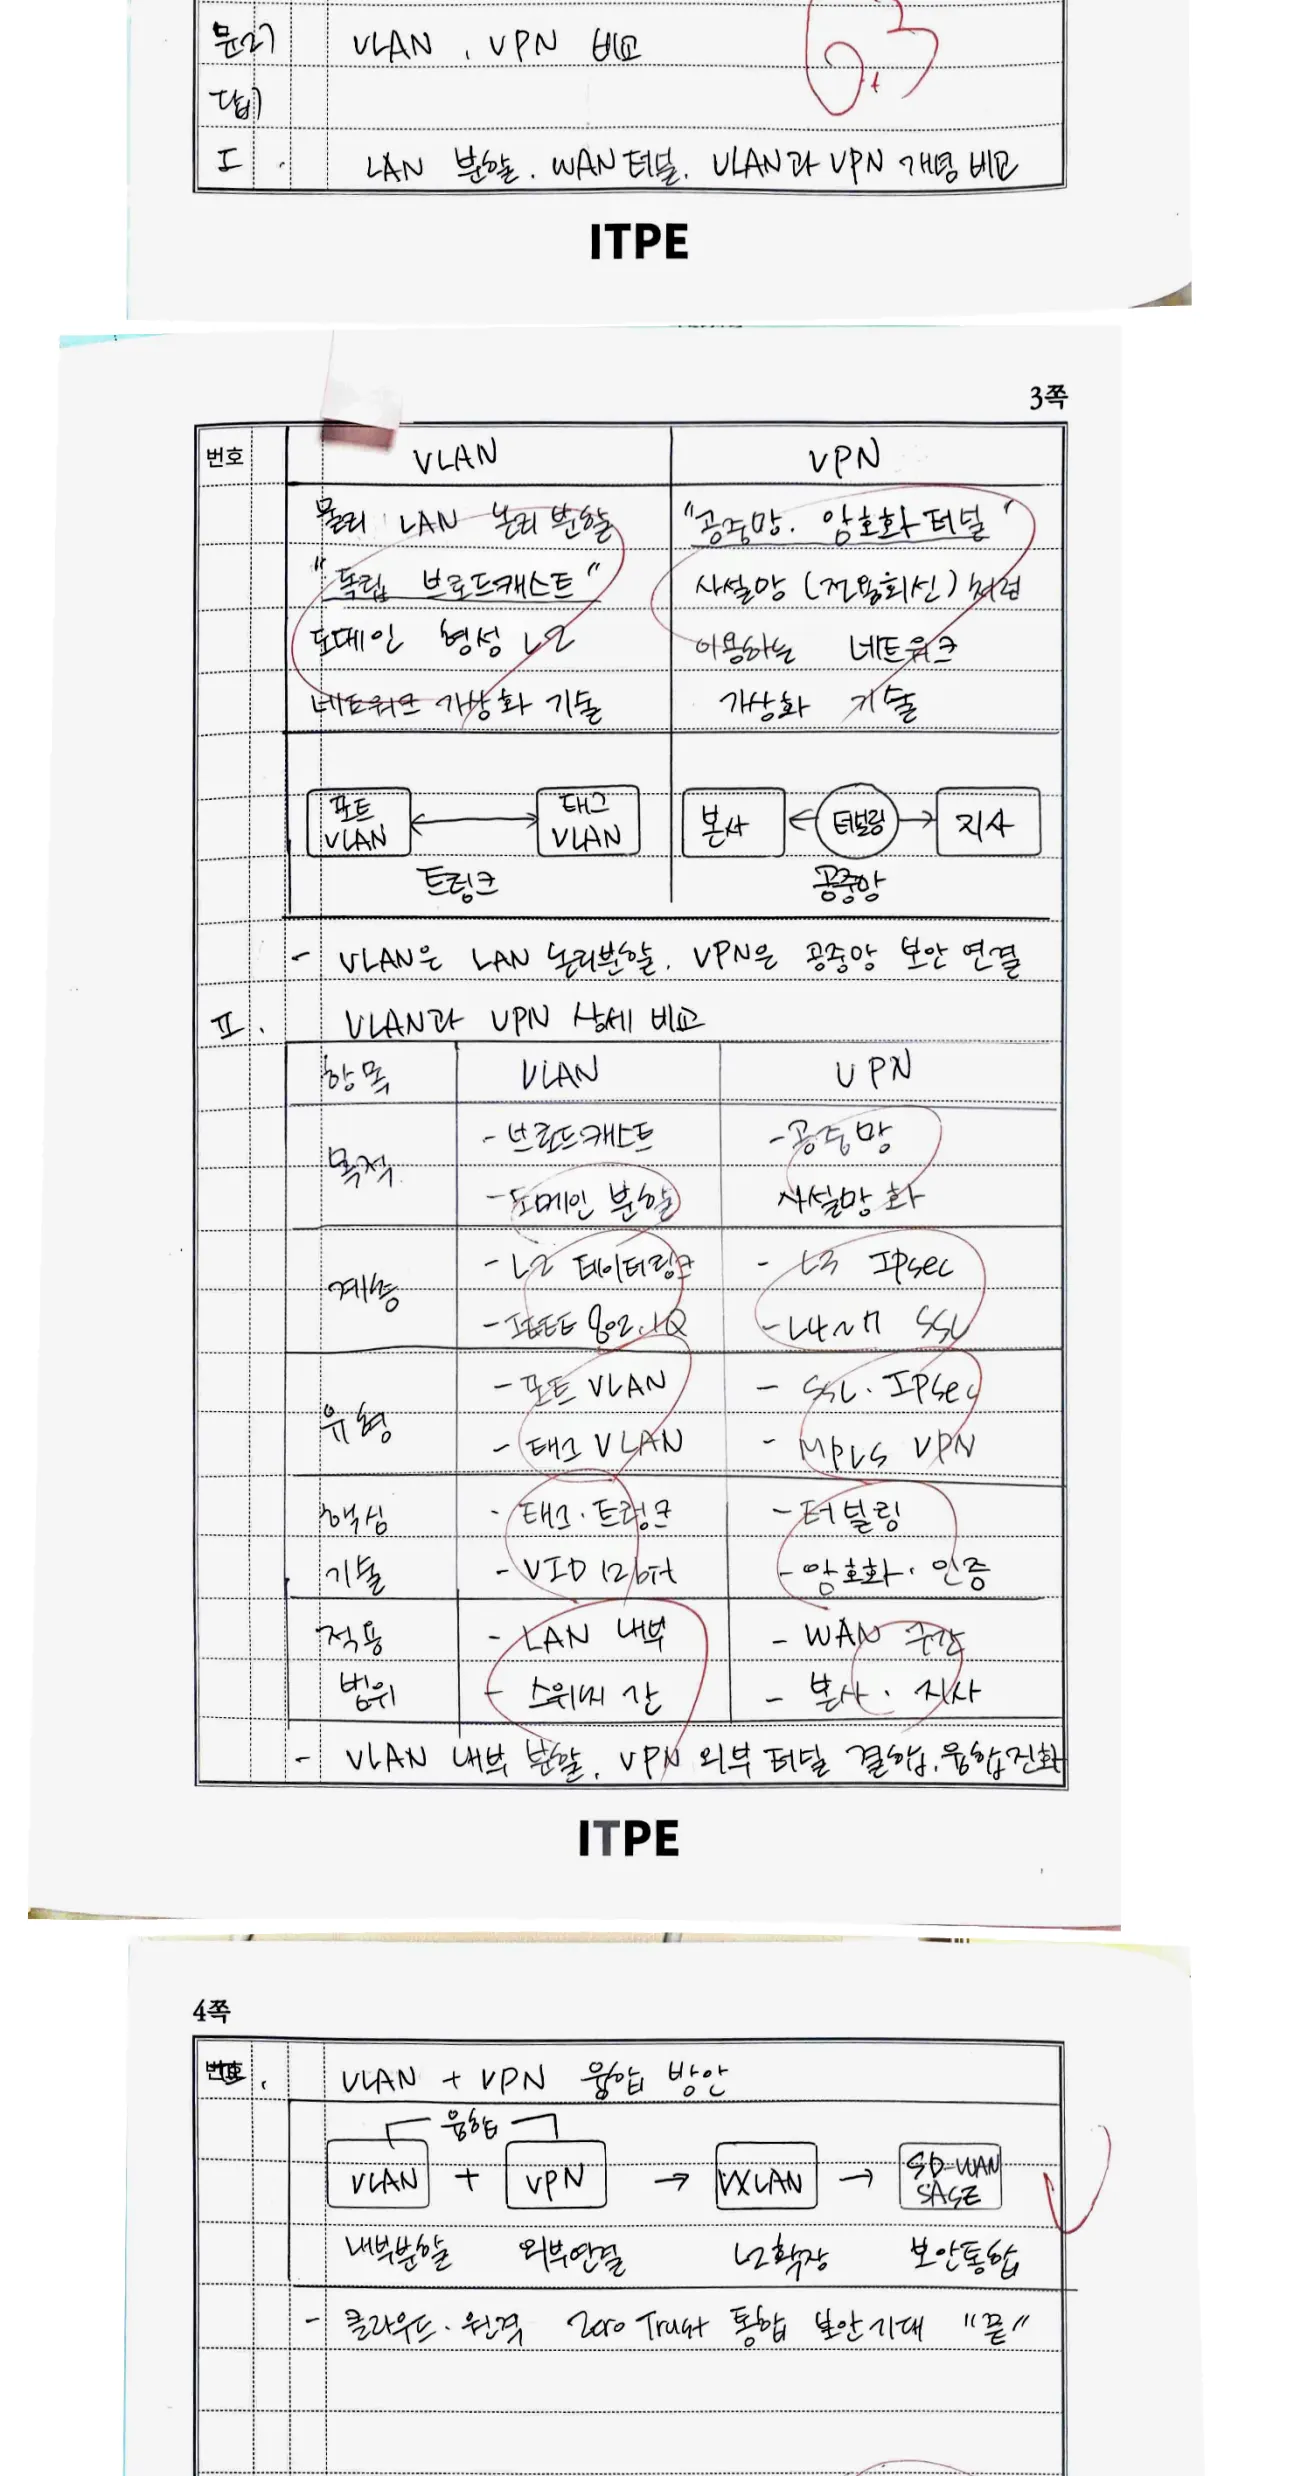 문2)
VLAN, VPN 비교
6.3
답)
I. LAN 분할. WAN 터널. VLAN과 VPN 개념 비교
ITPE
3쪽
번호 VLAN VPN
물리 LAN 논리 분할 "공중망. 암호화 터널"
"독립 브로드캐스트" 사설망 (전용회선) 처럼
도메인 형성 L2 이용하는 네트워크
네트워크 가상화 기술 가상화 기술
포트 VLAN 태그 VLAN 본사 터널링 지사
트렁크 공중망
- VLAN은 LAN 논리분할. VPN은 공중망 보안 연결
II. VLAN과 VPN 상세 비교
항목 VLAN VPN
목적 - 브로드캐스트 - 공중망
- 도메인 분할 사설망 화
계층 - L2 데이터링크 - L3 IPsec
- IEEE 802.1Q - L4~7 SSL
유형 - 포트 VLAN - SSL. IPsec
- 태그 VLAN - MPLS VPN
핵심 - 태그. 트렁크 - 터널링
기술 - VID 12bit - 암호화. 인증
적용 - LAN 내부 - WAN 구간
범위 - 스위치 간 - 본사. 지사
- VLAN 내부 분할, VPN 외부 터널 결합. 융합진화
ITPE
4쪽
번호 . VLAN + VPN 융합 방안
융합
VLAN + VPN → VXLAN → SD-WAN SASE
내부분할 외부연결 L2확장 보안통합
- 클라우드. 원격 Zero Trust 통합 보안기대 "끝"